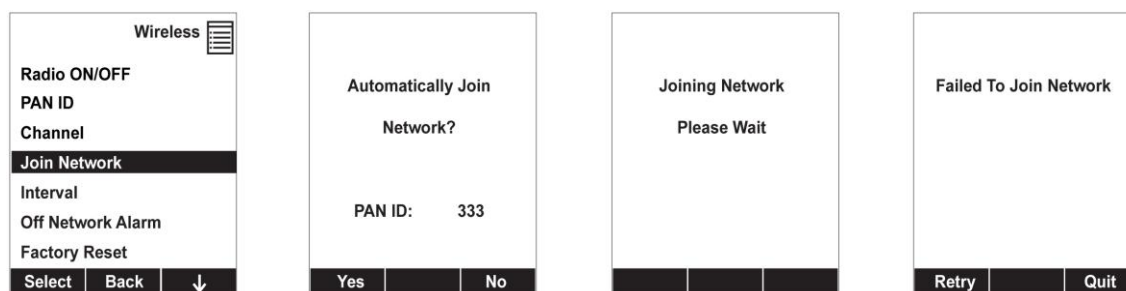 Wireless
Radio ON/OFF
PAN ID
Channel
Join Network
Interval
Off Network Alarm
Factory Reset
Select Back ↓
Automatically Join
Network?
PAN ID: 333
Yes No
Joining Network
Please Wait
Failed To Join Network
Retry Quit